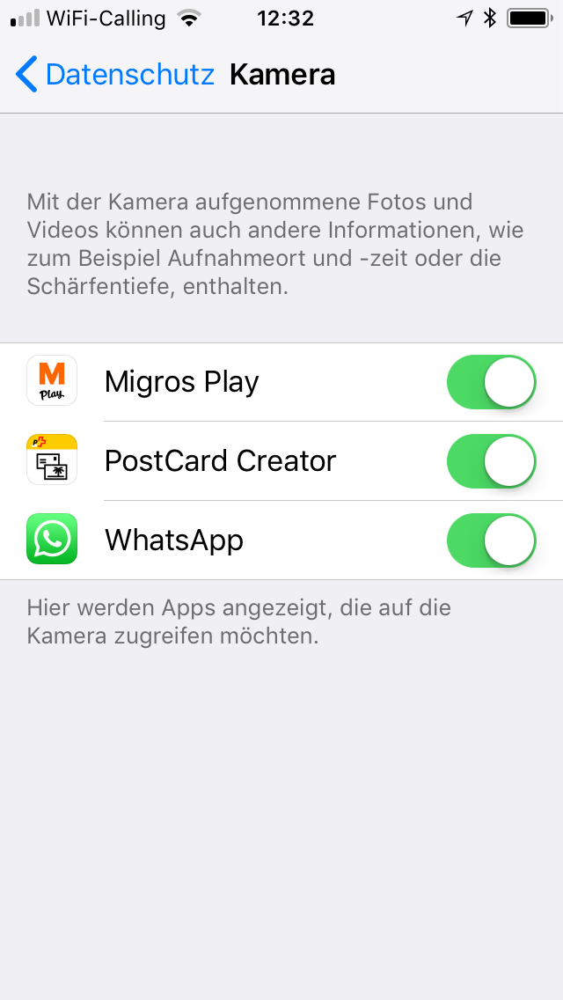 WiFi-Calling 12:32
Datenschutz Kamera
Mit der Kamera aufgenommene Fotos und
Videos können auch andere Informationen, wie
zum Beispiel Aufnahmeort und -zeit oder die
Schärfentiefe, enthalten.
M
Play
Migros Play
P
PostCard Creator
WhatsApp
Hier werden Apps angezeigt, die auf die
Kamera zugreifen möchten.